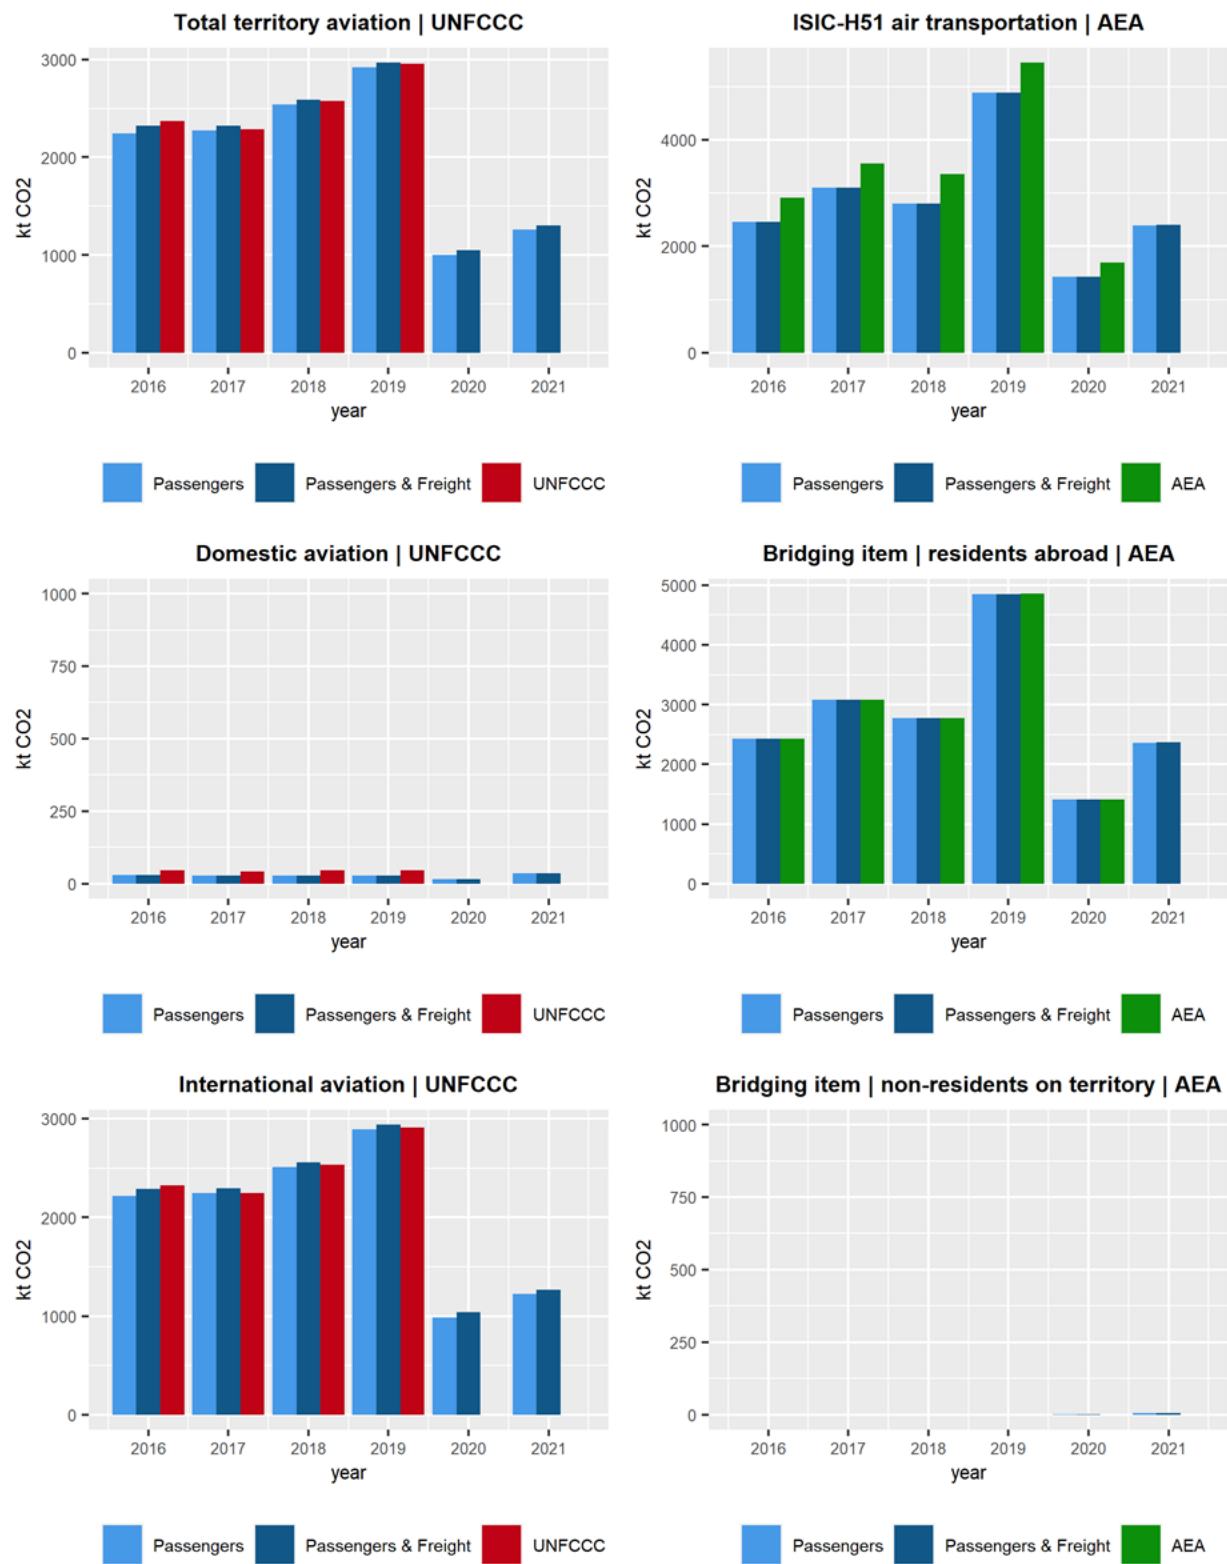 Total territory aviation | UNFCCC
kt CO2
3000
2000
1000
0
2016 2017 2018 2019 2020 2021
year
Passengers Passengers & Freight UNFCCC
ISIC-H51 air transportation | AEA
kt CO2
4000
2000
0
2016 2017 2018 2019 2020 2021
year
Passengers Passengers & Freight AEA
Domestic aviation | UNFCCC
kt CO2
1000
750
500
250
0
2016 2017 2018 2019 2020 2021
year
Passengers Passengers & Freight UNFCCC
Bridging item | residents abroad | AEA
kt CO2
5000
4000
3000
2000
1000
0
2016 2017 2018 2019 2020 2021
year
Passengers Passengers & Freight AEA
International aviation | UNFCCC
kt CO2
3000
2000
1000
0
2016 2017 2018 2019 2020 2021
year
Passengers Passengers & Freight UNFCCC
Bridging item | non-residents on territory | AEA
kt CO2
1000
750
500
250
0
2016 2017 2018 2019 2020 2021
year
Passengers Passengers & Freight AEA